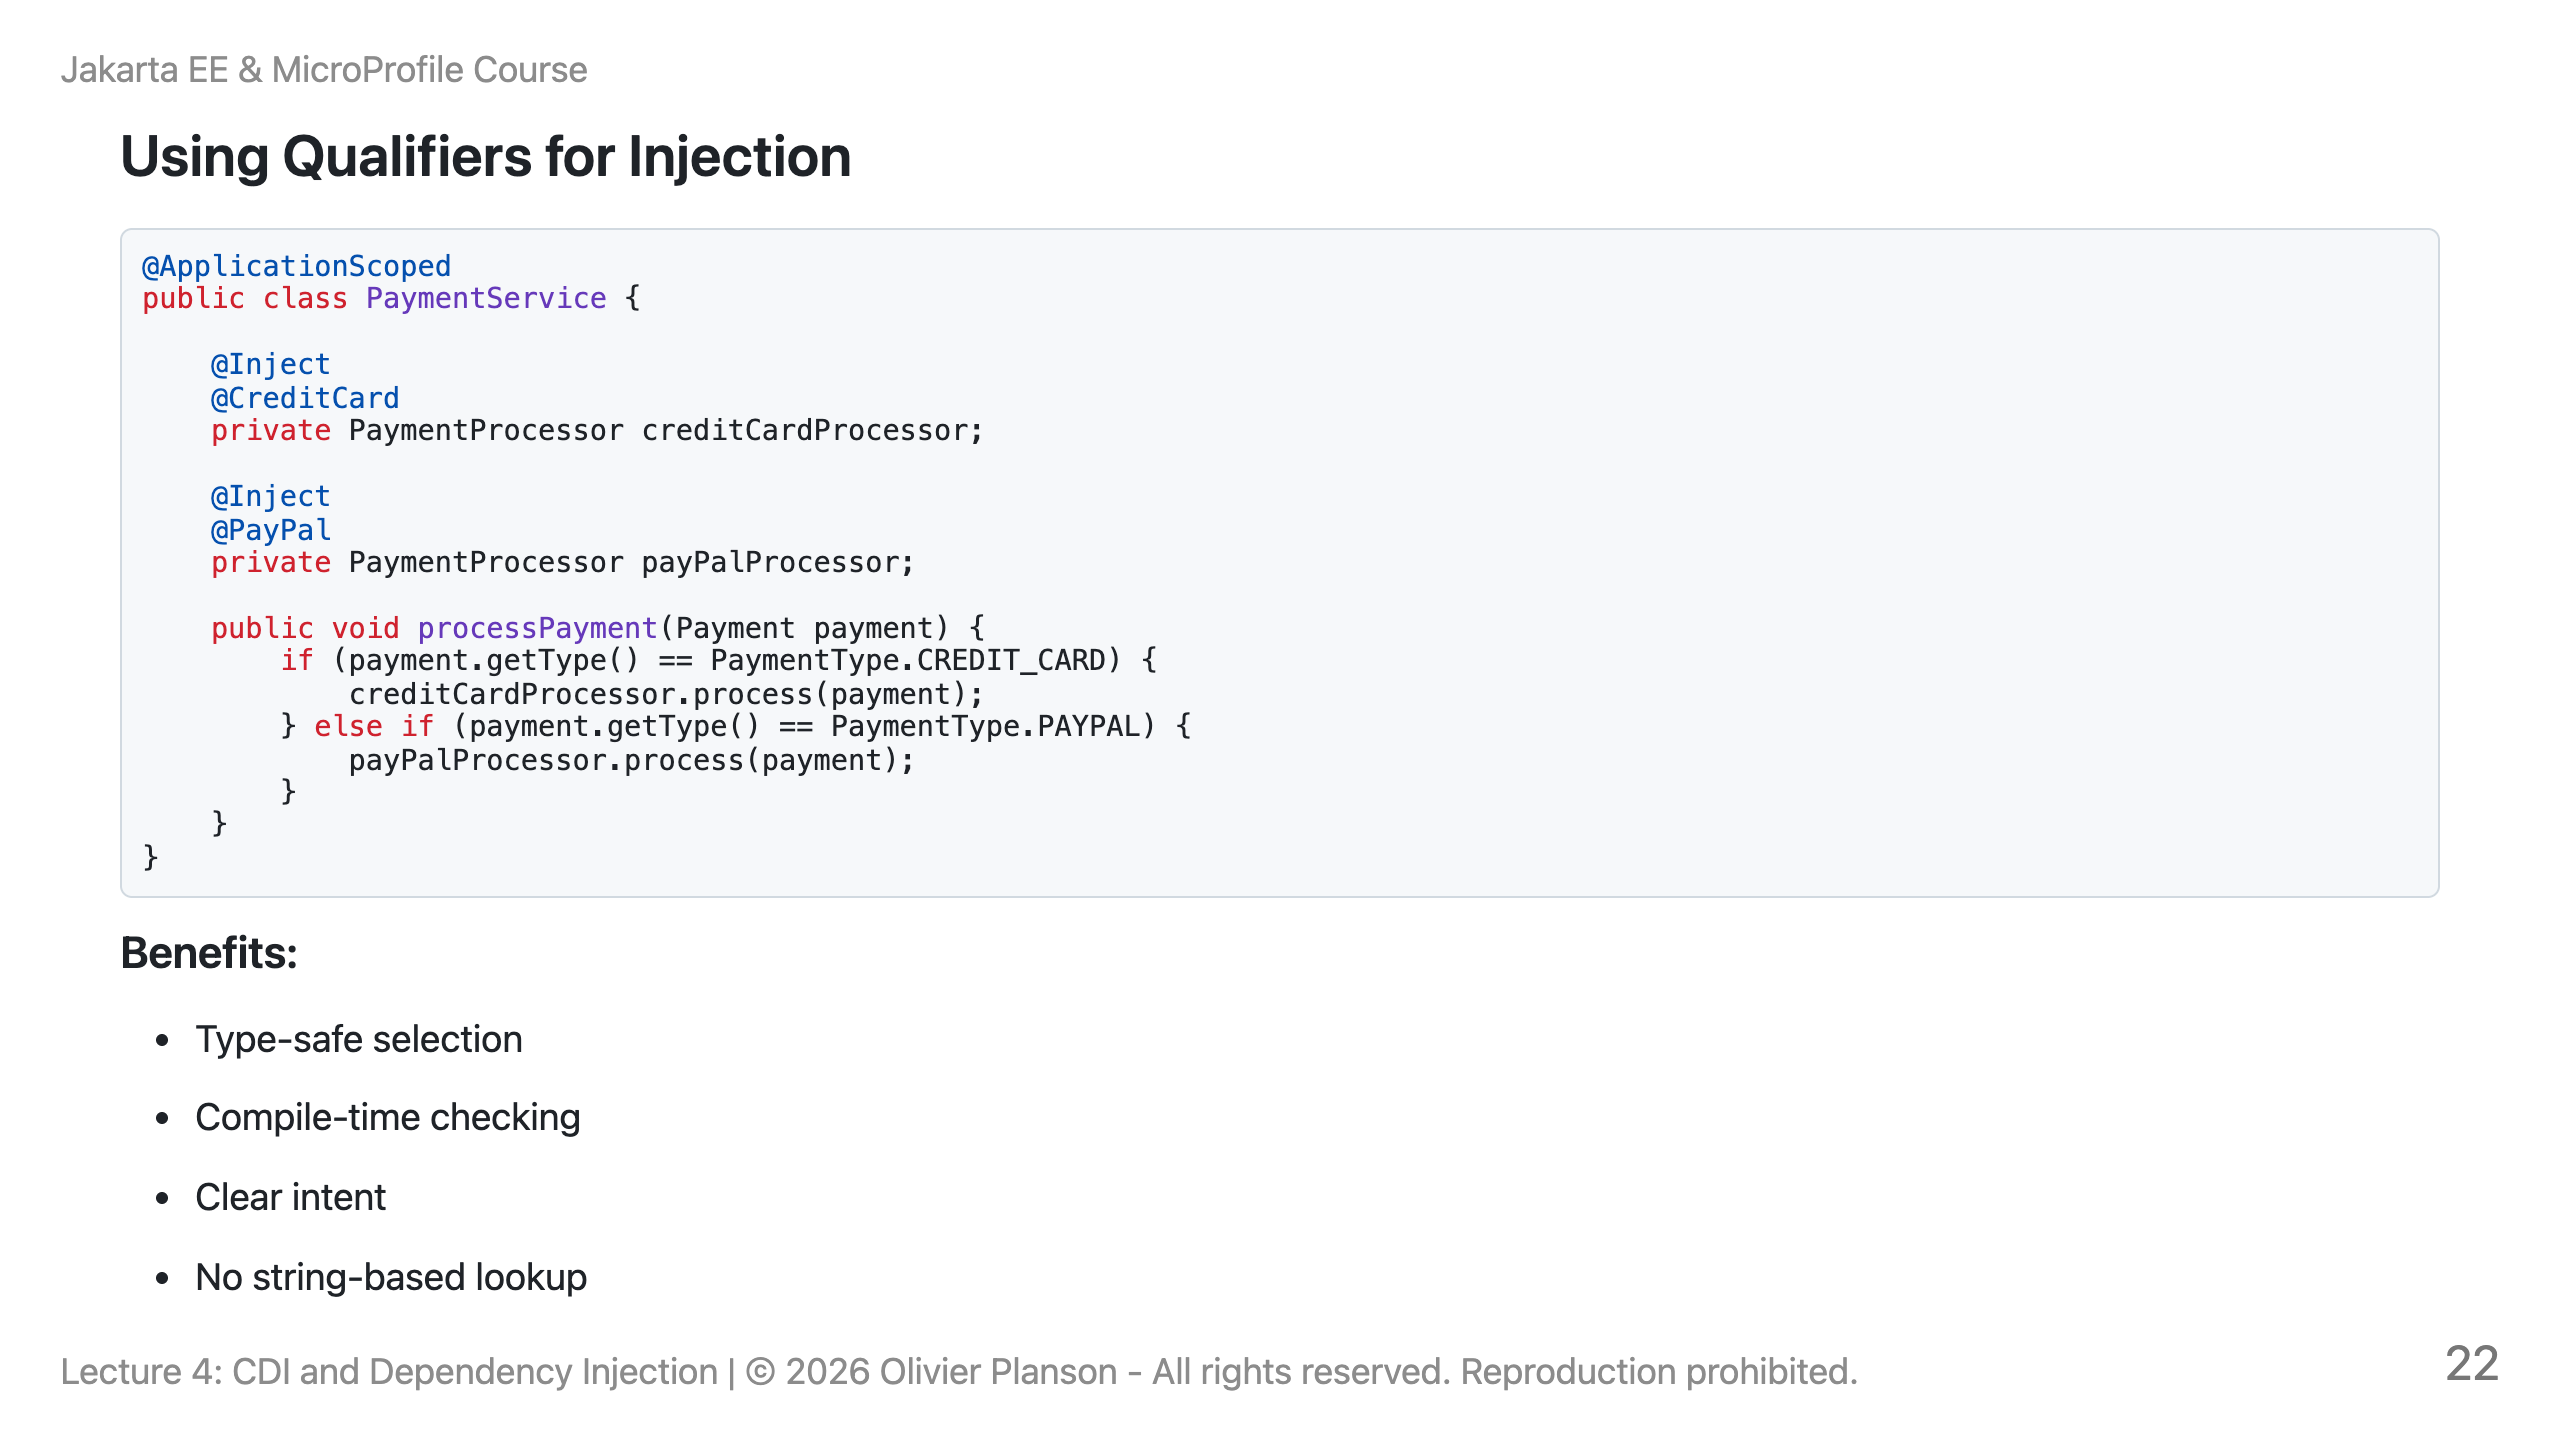 Jakarta EE & MicroProfile Course
Using Qualifiers for Injection
@ApplicationScoped
public class PaymentService {
    @Inject
    @CreditCard
    private PaymentProcessor creditCardProcessor;
    @Inject
    @PayPal
    private PaymentProcessor payPalProcessor;
    public void processPayment(Payment payment) {
        if (payment.getType() == PaymentType.CREDIT_CARD) {
            creditCardProcessor.process(payment);
        } else if (payment.getType() == PaymentType.PAYPAL) {
            payPalProcessor.process(payment);
        }
    }
}
Benefits:
• Type-safe selection
• Compile-time checking
• Clear intent
• No string-based lookup
Lecture 4: CDI and Dependency Injection | © 2026 Olivier Planson - All rights reserved. Reproduction prohibited.
22